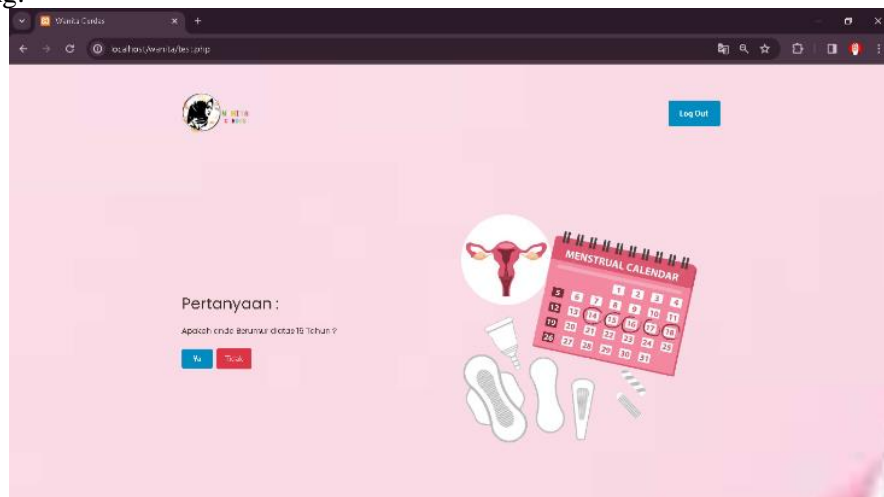 g.
Wanita Cerdas
localhost/wanita/test.php
Log Out
MENSTRUAL CALENDAR
1 2 3 4
5 6 7 8 9 10 11
12 13 14 15 16 17 18
19 20 21 22 23 24 25
26 27 28 29 30 31
Pertanyaan :
Apakah anda Berumur diatas 15 Tahun ?
Ya
Tidak